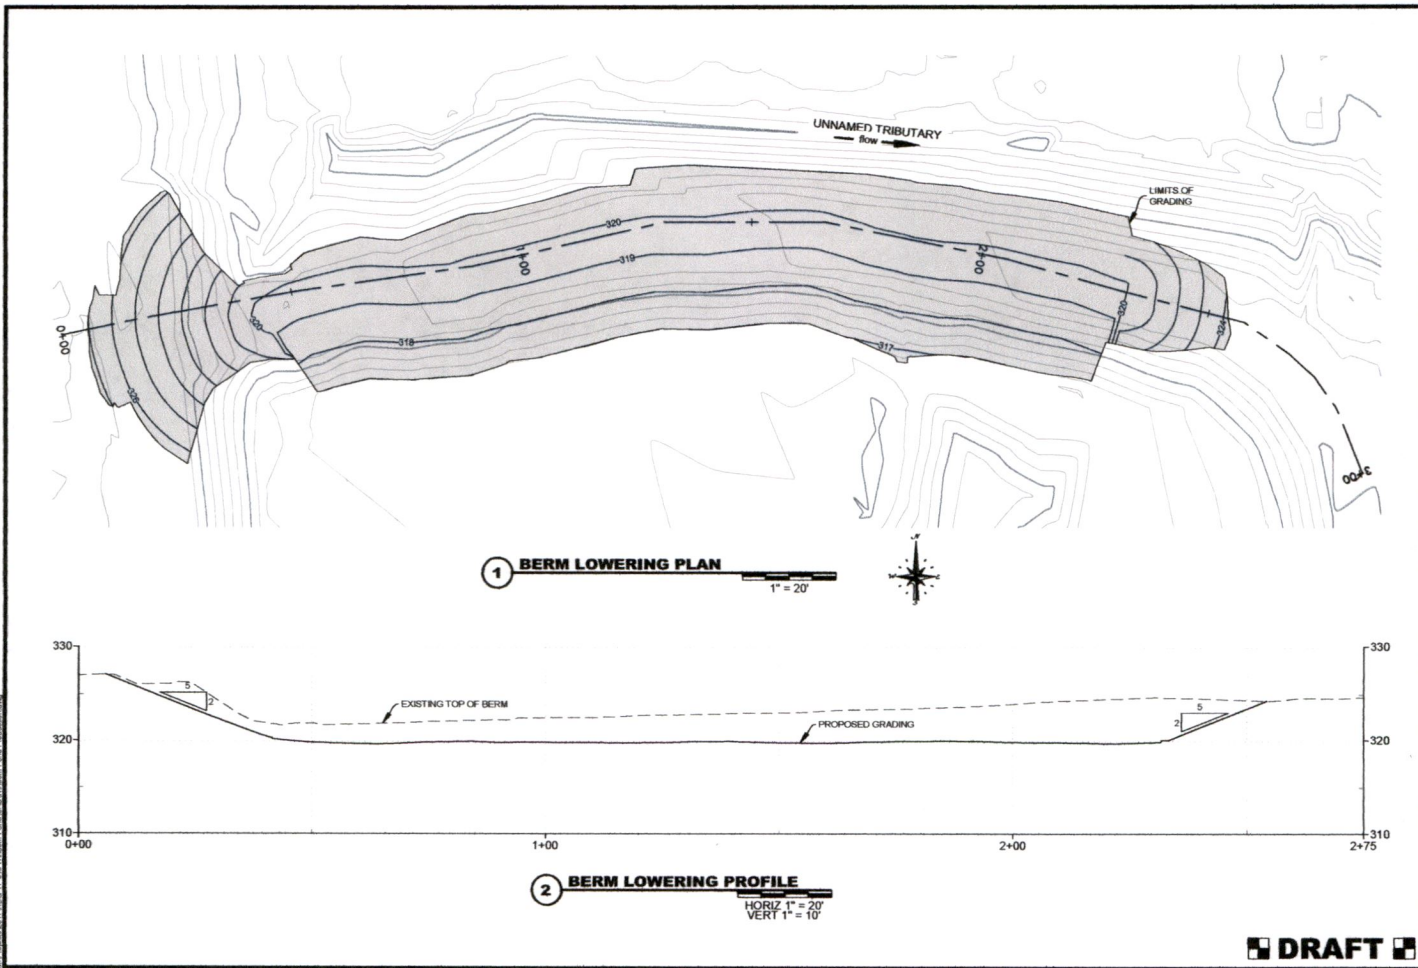 UNNAMED TRIBUTARY
flow
LIMITS OF
GRADING
320
319
1+00
2+00
320
320
324
0+00
318
317
326
3+00
N
W
E
S
1
BERM LOWERING PLAN
1" = 20'
330
330
5
2
EXISTING TOP OF BERM
5
2
PROPOSED GRADING
320
320
310
310
0+00
1+00
2+00
2+75
2
BERM LOWERING PROFILE
HORIZ 1" = 20'
VERT 1" = 10'
DRAFT